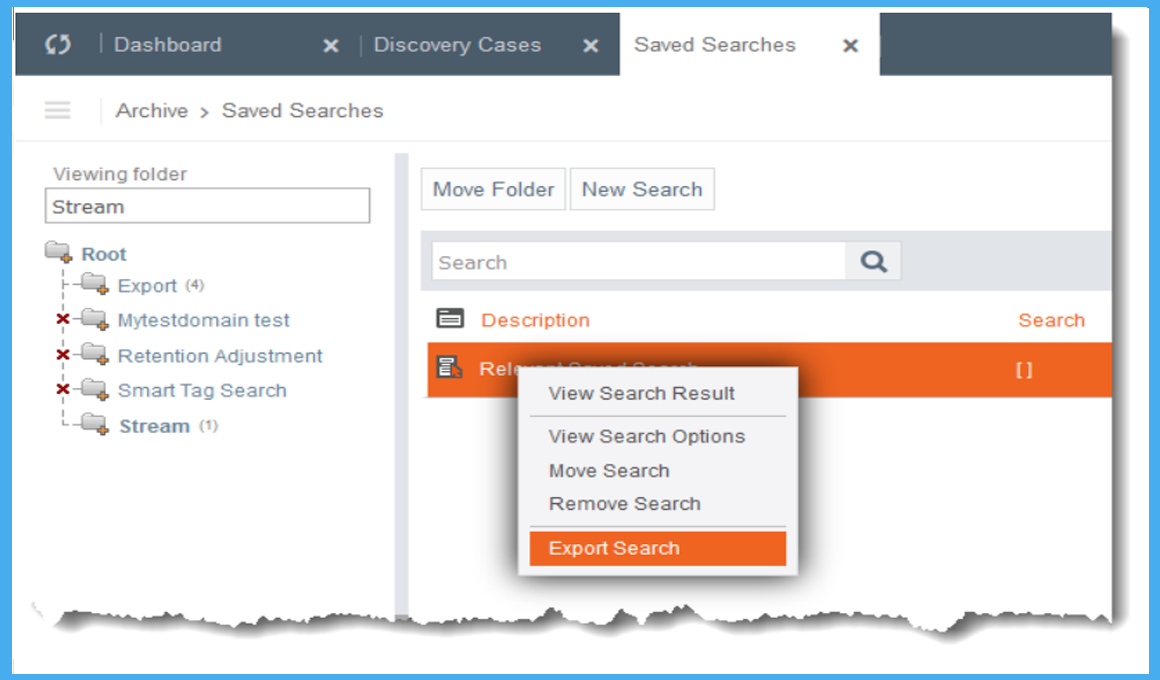 Dashboard Discovery Cases Saved Searches
Archive > Saved Searches
Viewing folder
Stream
Root
Export (4)
Mytestdomain test
Retention Adjustment
Smart Tag Search
Stream (1)
Move Folder New Search
Search
Description Search
Saved Search []
View Search Result
View Search Options
Move Search
Remove Search
Export Search